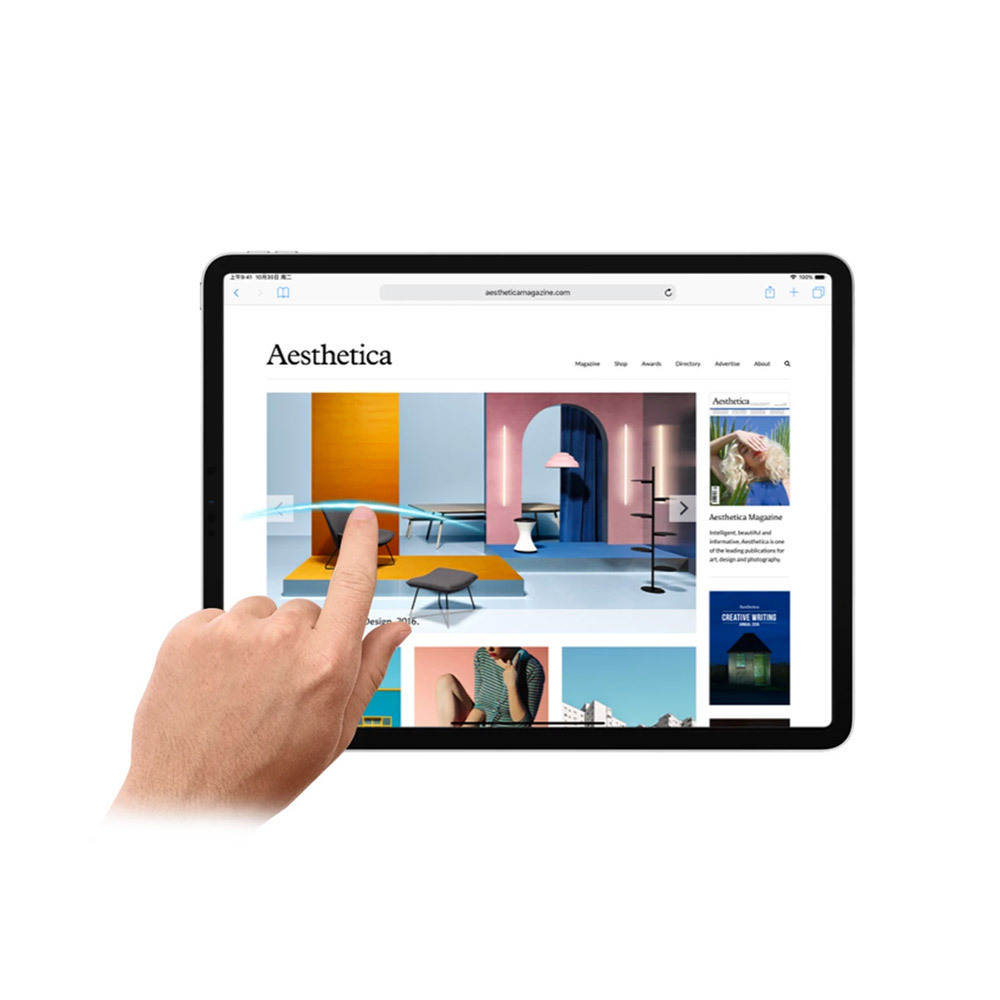 上午9:41 10月30日 周二
100%
aestheticamagazine.com
Aesthetica
Magazine Shop Awards Directory Advertise About
Aesthetica
Design, 2016.
Aesthetica Magazine
Intelligent, beautiful and
informative, Aesthetica is one
of the leading publications for
art, design and photography.
Aesthetica
CREATIVE WRITING
ANNUAL 2018